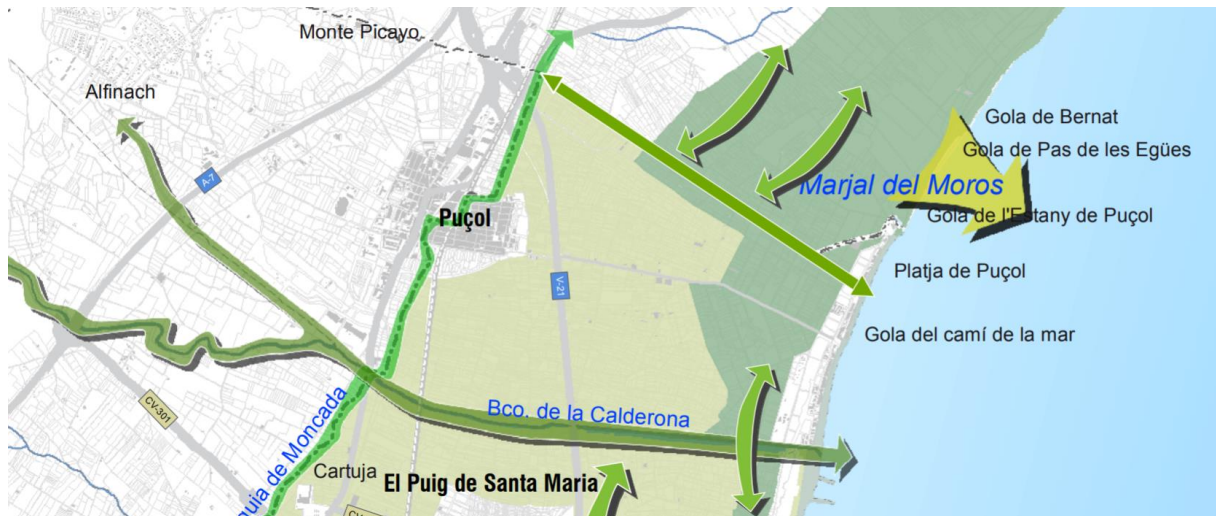 Monte Picayo
Alfinach
Gola de Bernat
Gola de Pas de les Egües
A-7
Marjal del Moros
Puçol
Gola de l'Estany de Puçol
Platja de Puçol
V-21
Gola del camí de la mar
CV-301
Bco. de la Calderona
quia de Moncada
Cartuja
El Puig de Santa Maria